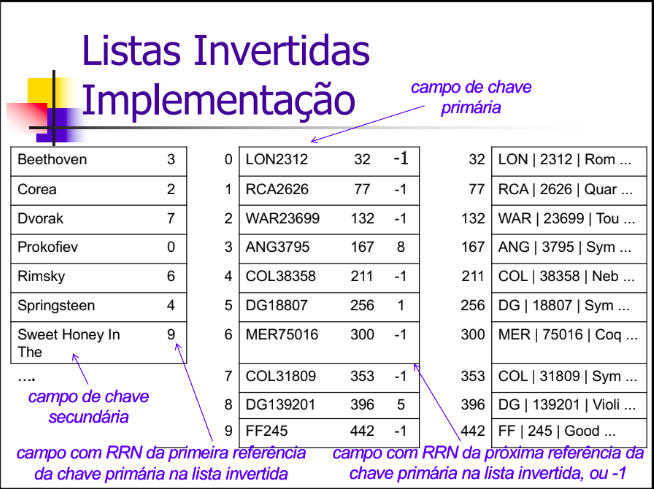 Listas Invertidas
Implementação
campo de chave
primária
Beethoven 3 0 LON2312 32 -1 32 LON | 2312 | Rom ...
Corea 2 1 RCA2626 77 -1 77 RCA | 2626 | Quar ...
Dvorak 7 2 WAR23699 132 -1 132 WAR | 23699 | Tou ...
Prokofiev 0 3 ANG3795 167 8 167 ANG | 3795 | Sym ...
Rimsky 6 4 COL38358 211 -1 211 COL | 38358 | Neb ...
Springsteen 4 5 DG18807 256 1 256 DG | 18807 | Sym ...
Sweet Honey In 9 6 MER75016 300 -1 300 MER | 75016 | Coq ...
The
.... 7 COL31809 353 -1 353 COL | 31809 | Sym ...
campo de chave
secundária
8 DG139201 396 5 396 DG | 139201 | Violi ...
9 FF245 442 -1 442 FF | 245 | Good ...
campo com RRN da primeira referência
da chave primária na lista invertida
campo com RRN da próxima referência da
chave primária na lista invertida, ou -1